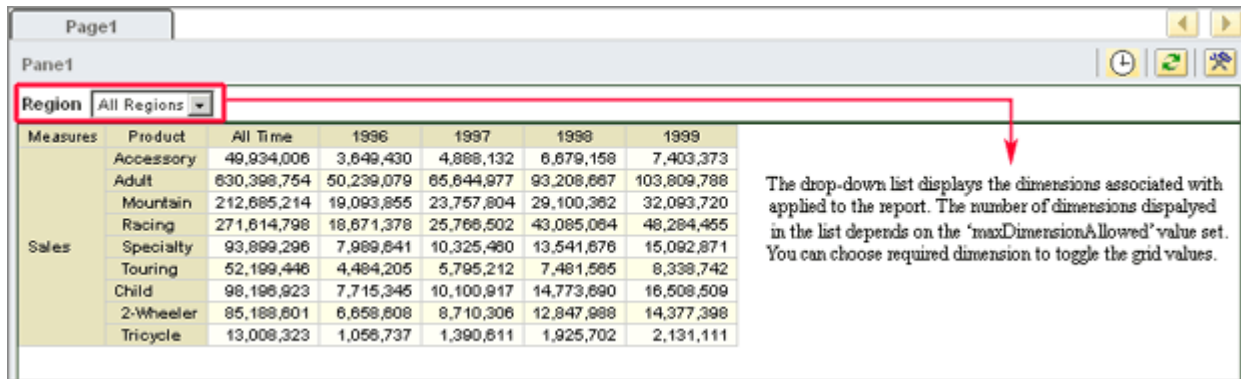 Page1
Pane1
Region All Regions
Measures Product All Time 1996 1997 1998 1999
Accessory 49,934,006 3,649,430 4,888,132 6,679,158 7,403,373
Adult 630,398,754 50,239,079 65,644,977 93,208,667 103,809,788
Mountain 212,685,214 19,093,855 23,757,804 29,100,362 32,093,720
Racing 271,614,798 18,671,378 25,766,502 43,085,064 48,284,455
Sales Specialty 93,899,296 7,989,641 10,325,460 13,541,676 15,092,871
Touring 52,199,446 4,484,205 5,795,212 7,481,565 8,338,742
Child 98,196,923 7,715,345 10,100,917 14,773,690 16,508,509
2-Wheeler 85,188,601 6,658,608 8,710,306 12,847,988 14,377,398
Tricycle 13,008,323 1,056,737 1,390,611 1,925,702 2,131,111
The drop-down list displays the dimensions associated with
applied to the report. The number of dimensions dispalyed
in the list depends on the ‘maxDimensionAllowed’ value set.
You can choose required dimension to toggle the grid values.